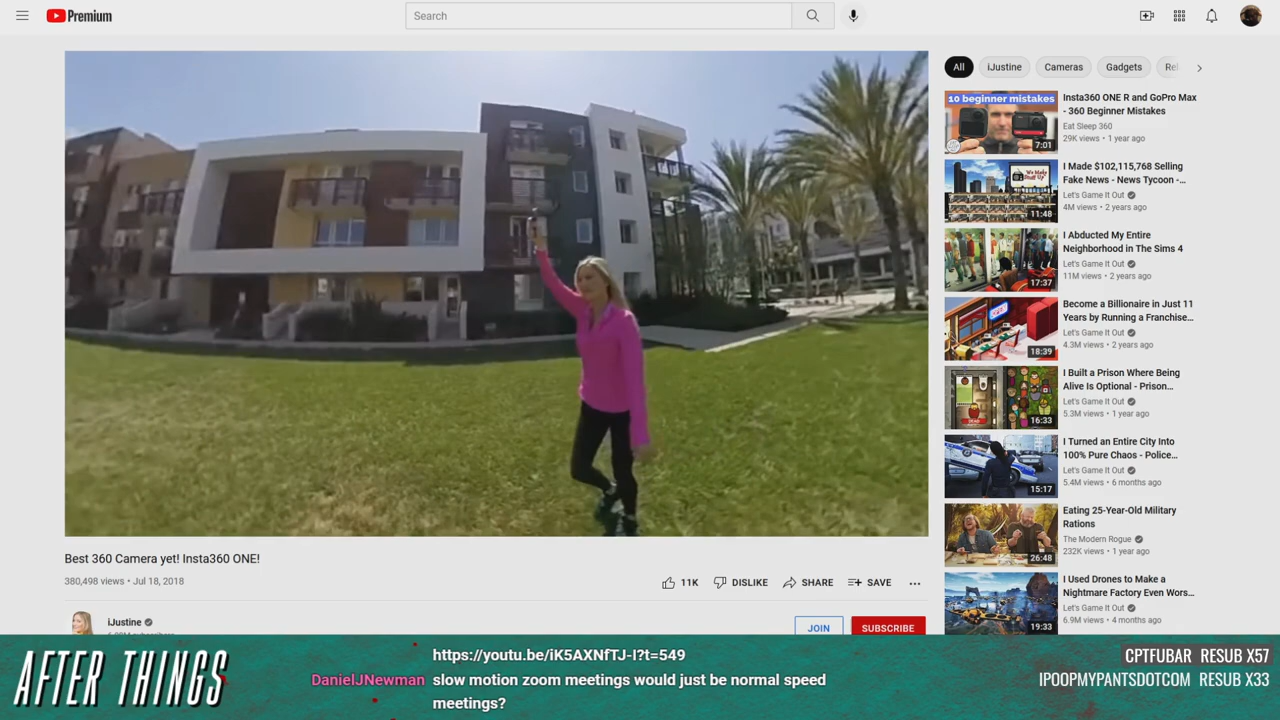 Premium
Search
All
iJustine
Cameras
Gadgets
Rel
10 beginner mistakes
7:01
Insta360 ONE R and GoPro Max
- 360 Beginner Mistakes
Eat Sleep 360
29K views • 1 year ago
We Made
Stuff Up
11:48
I Made $102,115,768 Selling
Fake News - News Tycoon -...
Let's Game It Out
4M views • 2 years ago
17:37
I Abducted My Entire
Neighborhood in The Sims 4
Let's Game It Out
11M views • 2 years ago
18:39
Become a Billionaire in Just 11
Years by Running a Franchise...
Let's Game It Out
4.3M views • 2 years ago
16:33
I Built a Prison Where Being
Alive Is Optional - Prison...
Let's Game It Out
5.3M views • 1 year ago
15:17
I Turned an Entire City Into
100% Pure Chaos - Police...
Let's Game It Out
5.4M views • 6 months ago
26:48
Eating 25-Year-Old Military
Rations
The Modern Rogue
232K views • 1 year ago
19:33
I Used Drones to Make a
Nightmare Factory Even Wors...
Let's Game It Out
6.9M views • 4 months ago
Best 360 Camera yet! Insta360 ONE!
380,498 views • Jul 18, 2018
11K
DISLIKE
SHARE
SAVE
iJustine
JOIN
SUBSCRIBE
AFTER THINGS
https://youtu.be/iK5AXNfTJ-I?t=549
DanielJNewman slow motion zoom meetings would just be normal speed
meetings?
CPTFUBAR RESUB X57
IPOOPMYPANTSDOTCOM RESUB X33